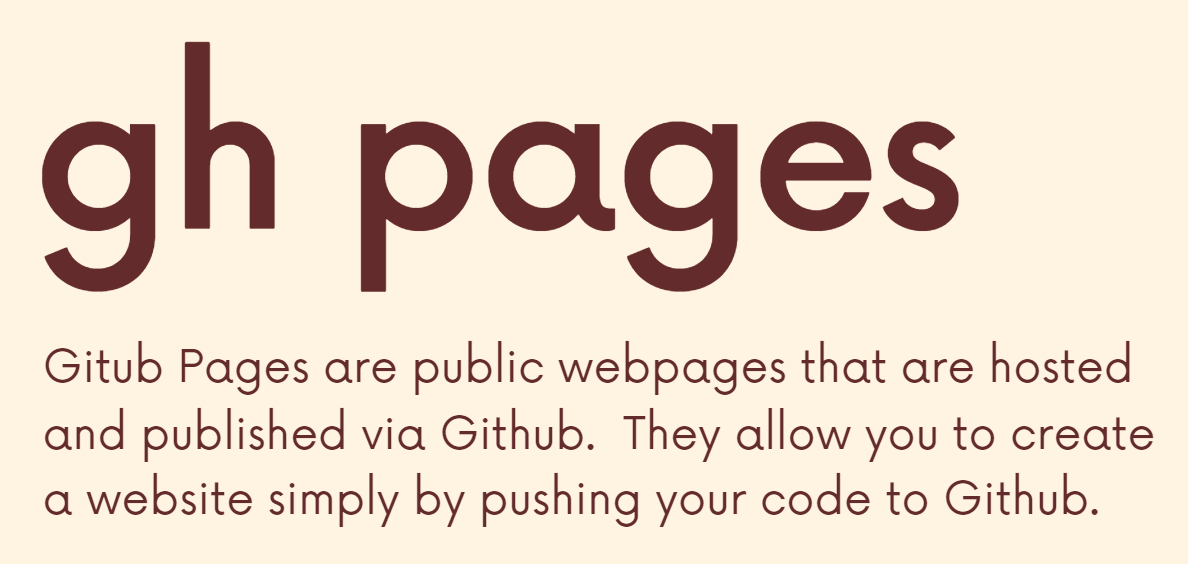 gh pages
Gitub Pages are public webpages that are hosted
and published via Github.  They allow you to create
a website simply by pushing your code to Github.